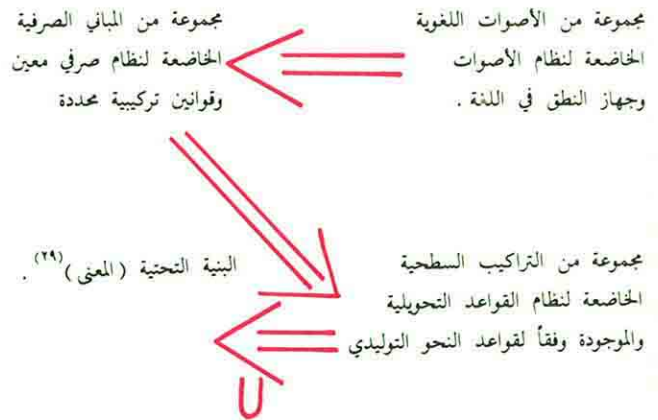 مجموعة من الأصوات اللغوية
الخاضعة لنظام الأصوات
وجهاز النطق في اللغة .
مجموعة من المباني الصرفية
الخاضعة لنظام صرفي معين
وقوانين تركيبية محددة
مجموعة من التراكيب السطحية
الخاضعة لنظام القواعد التحويلية
والموجودة وفقاً لقواعد النحو التوليدي
البنية التحتية ( المعنى )(٢٩) .